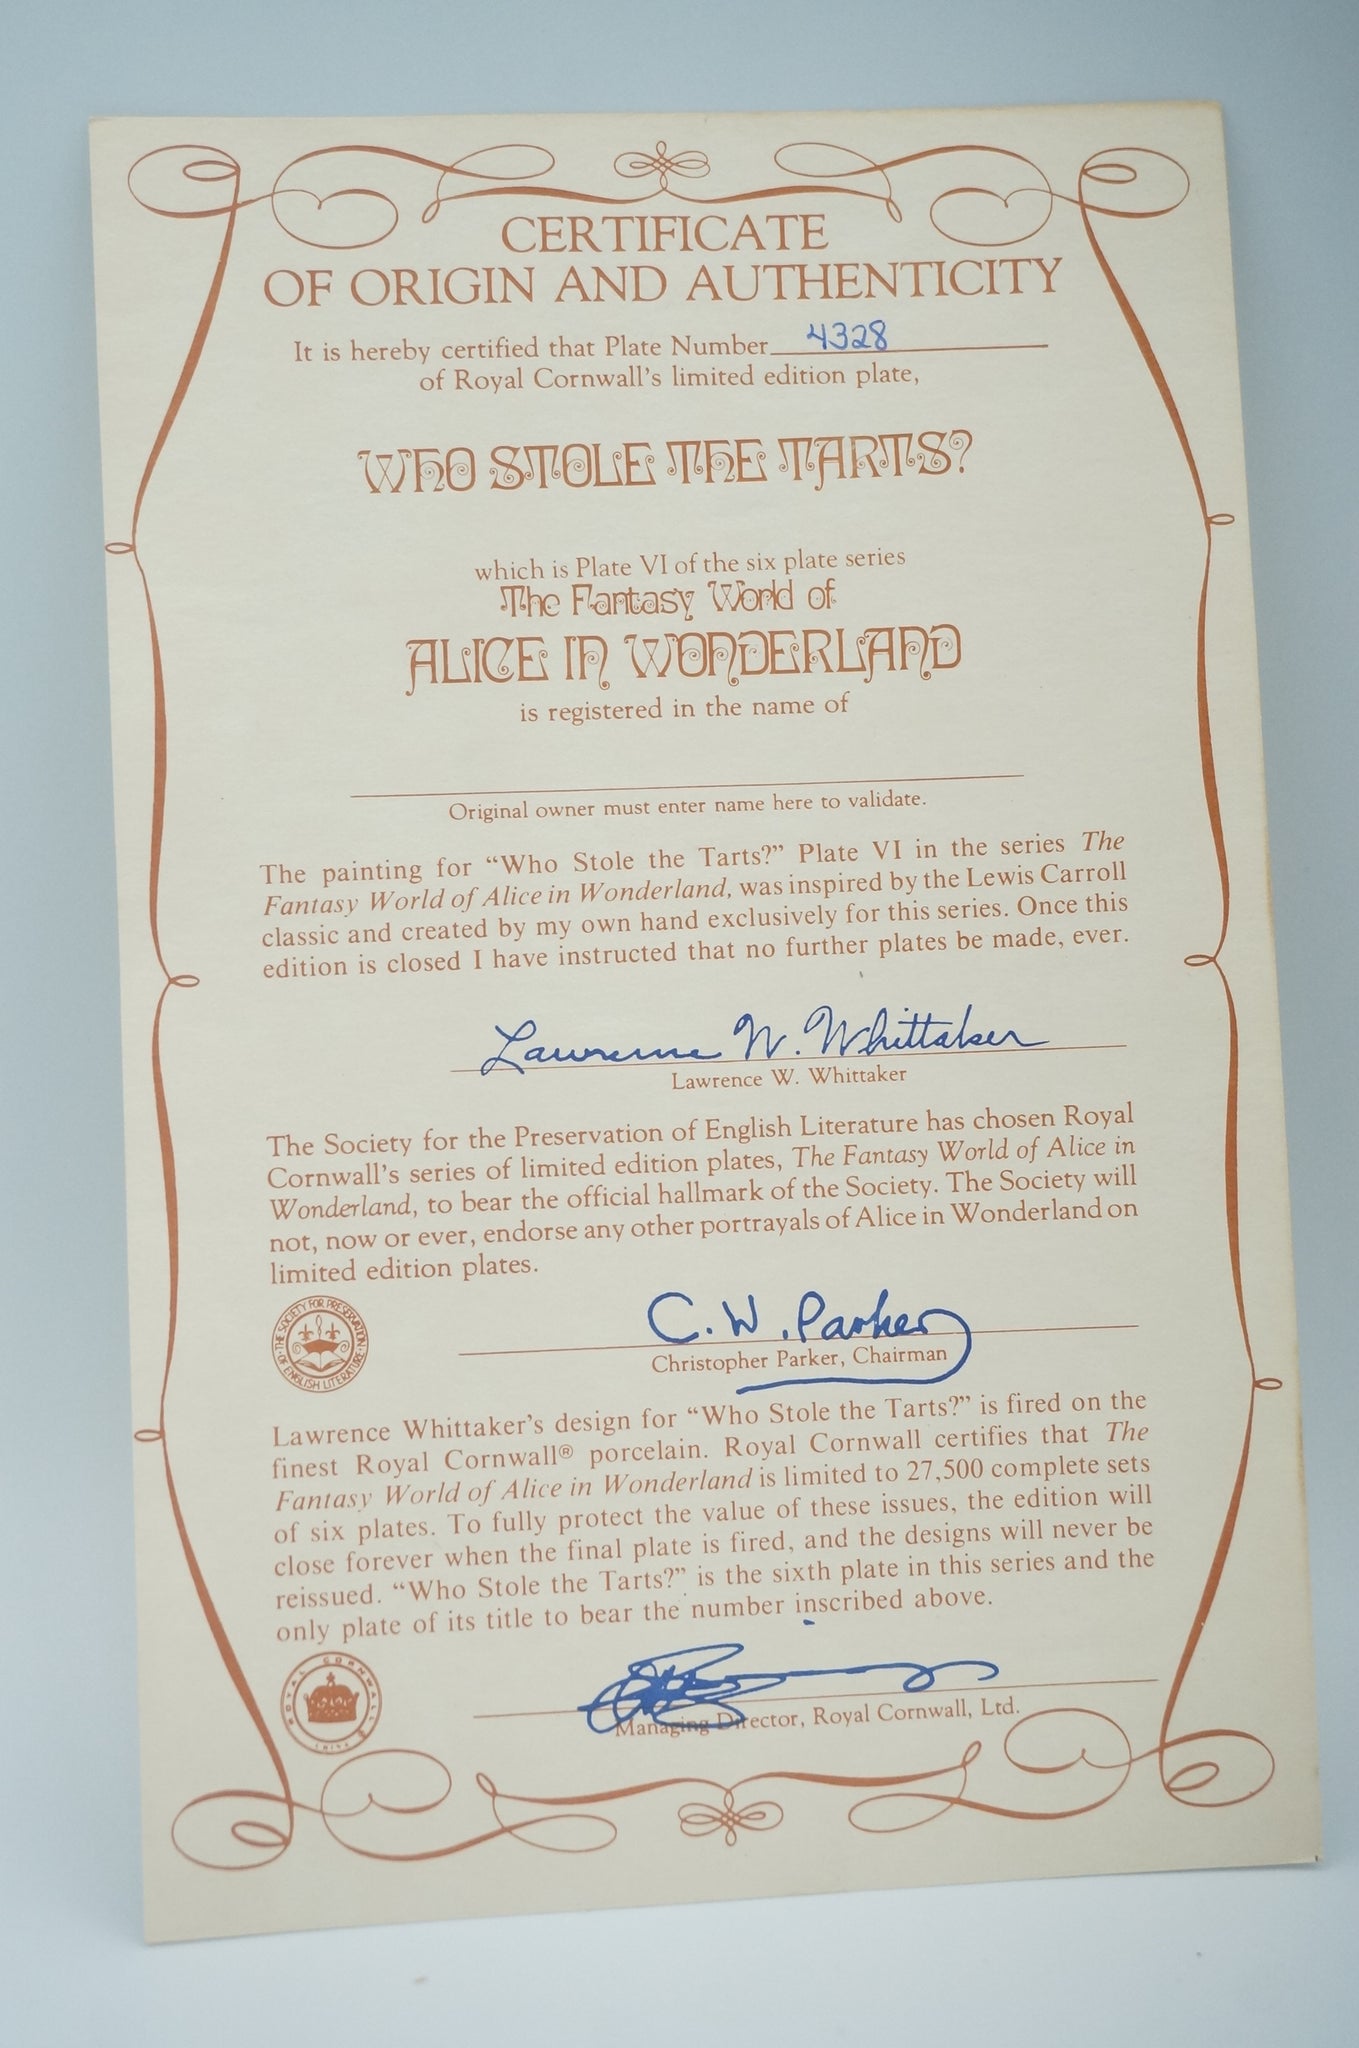 CERTIFICATE
OF ORIGIN AND AUTHENTICITY
It is hereby certified that Plate Number 4328
of Royal Cornwall's limited edition plate,
WHO STOLE THE TARTS?
which is Plate VI of the six plate series
The Fantasy World of
ALICE IN WONDERLAND
is registered in the name of
Original owner must enter name here to validate.
The painting for “Who Stole the Tarts?” Plate VI in the series The
Fantasy World of Alice in Wonderland, was inspired by the Lewis Carroll
classic and created by my own hand exclusively for this series. Once this
edition is closed I have instructed that no further plates be made, ever.
Lawrence W. Whittaker
Lawrence W. Whittaker
The Society for the Preservation of English Literature has chosen Royal
Cornwall's series of limited edition plates, The Fantasy World of Alice in
Wonderland, to bear the official hallmark of the Society. The Society will
not, now or ever, endorse any other portrayals of Alice in Wonderland on
limited edition plates.
THE SOCIETY FOR PRESERVATION
OF ENGLISH LITERATURE
C. W. Parker
Christopher Parker, Chairman
Lawrence Whittaker's design for “Who Stole the Tarts?” is fired on the
finest Royal Cornwall® porcelain. Royal Cornwall certifies that The
Fantasy World of Alice in Wonderland is limited to 27,500 complete sets
of six plates. To fully protect the value of these issues, the edition will
close forever when the final plate is fired, and the designs will never be
reissued. “Who Stole the Tarts?” is the sixth plate in this series and the
only plate of its title to bear the number inscribed above.
ROYAL CORNWALL
CHINA
Managing Director, Royal Cornwall, Ltd.